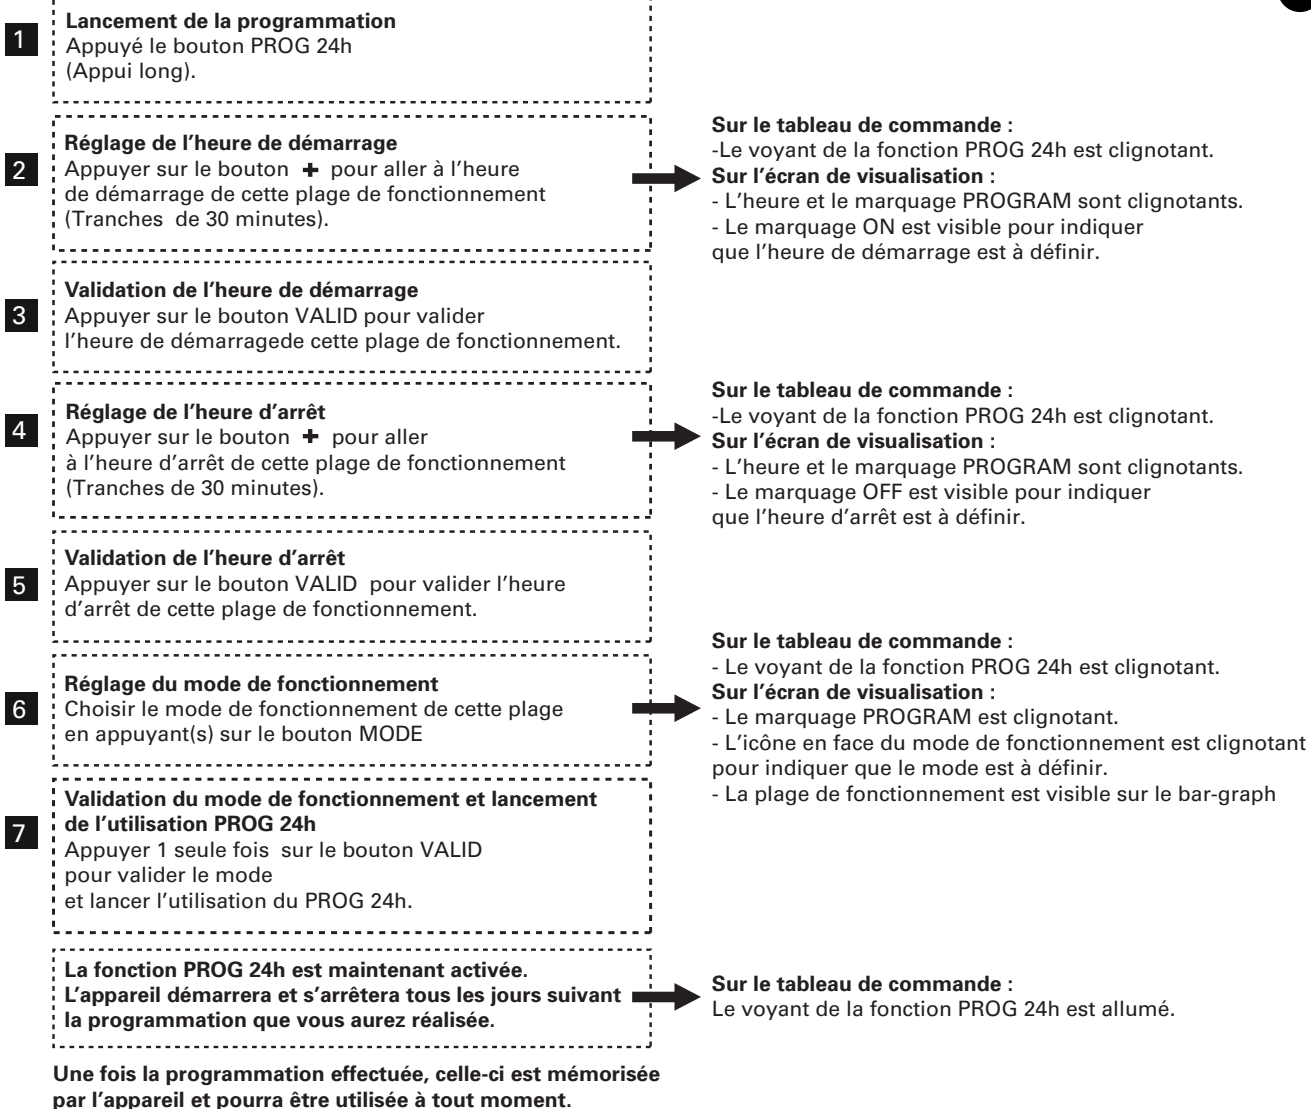 1
Lancement de la programmation
Appuyé le bouton PROG 24h
(Appui long).
2
Réglage de l'heure de démarrage
Appuyer sur le bouton + pour aller à l'heure
de démarrage de cette plage de fonctionnement
(Tranches de 30 minutes).
Sur le tableau de commande :
-Le voyant de la fonction PROG 24h est clignotant.
Sur l'écran de visualisation :
- L'heure et le marquage PROGRAM sont clignotants.
- Le marquage ON est visible pour indiquer
que l'heure de démarrage est à définir.
3
Validation de l'heure de démarrage
Appuyer sur le bouton VALID pour valider
l'heure de démarragede cette plage de fonctionnement.
4
Réglage de l'heure d'arrêt
Appuyer sur le bouton + pour aller
à l'heure d'arrêt de cette plage de fonctionnement
(Tranches de 30 minutes).
Sur le tableau de commande :
-Le voyant de la fonction PROG 24h est clignotant.
Sur l'écran de visualisation :
- L'heure et le marquage PROGRAM sont clignotants.
- Le marquage OFF est visible pour indiquer
que l'heure d'arrêt est à définir.
5
Validation de l'heure d'arrêt
Appuyer sur le bouton VALID pour valider l'heure
d'arrêt de cette plage de fonctionnement.
6
Réglage du mode de fonctionnement
Choisir le mode de fonctionnement de cette plage
en appuyant(s) sur le bouton MODE
Sur le tableau de commande :
- Le voyant de la fonction PROG 24h est clignotant.
Sur l'écran de visualisation :
- Le marquage PROGRAM est clignotant.
- L'icône en face du mode de fonctionnement est clignotant
pour indiquer que le mode est à définir.
- La plage de fonctionnement est visible sur le bar-graph
7
Validation du mode de fonctionnement et lancement
de l'utilisation PROG 24h
Appuyer 1 seule fois sur le bouton VALID
pour valider le mode
et lancer l'utilisation du PROG 24h.
La fonction PROG 24h est maintenant activée.
L'appareil démarrera et s'arrêtera tous les jours suivant
la programmation que vous aurez réalisée.
Sur le tableau de commande :
Le voyant de la fonction PROG 24h est allumé.
Une fois la programmation effectuée, celle-ci est mémorisée
par l'appareil et pourra être utilisée à tout moment.